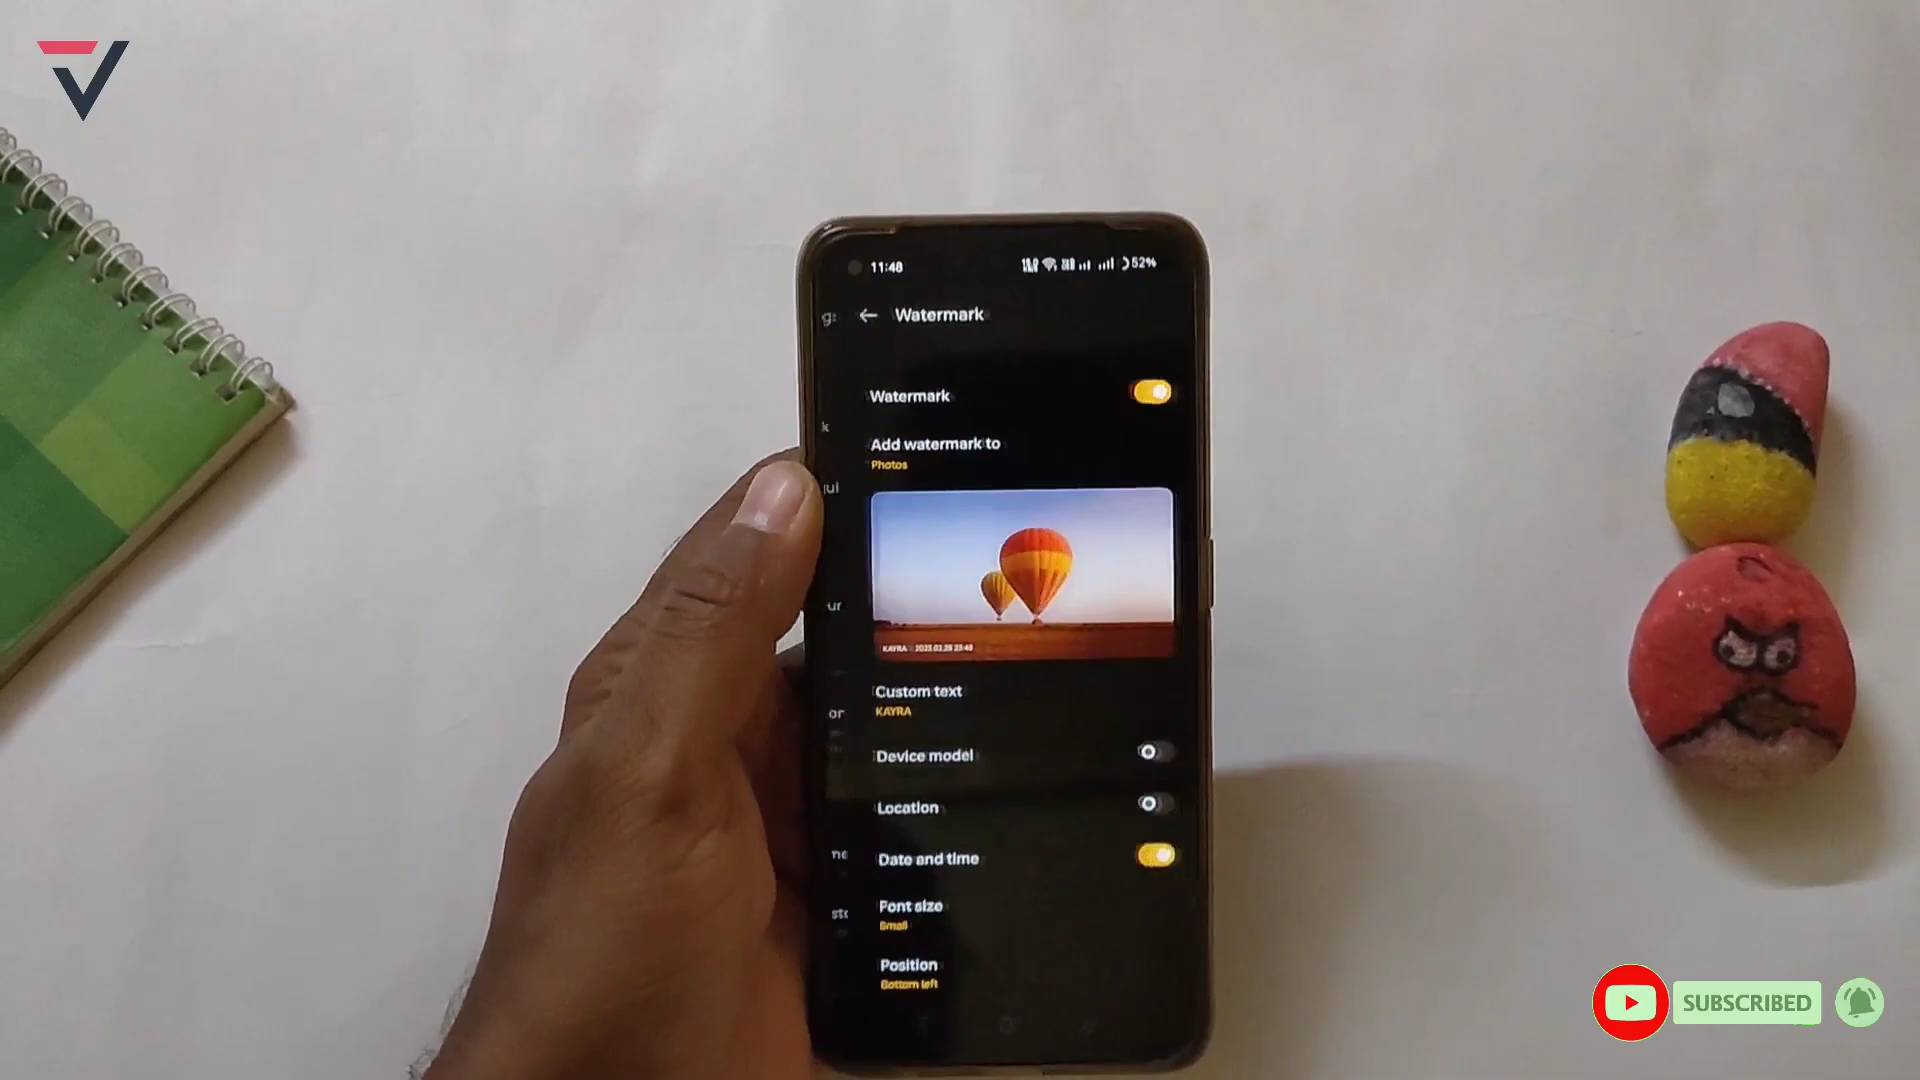 11:48
52%
Watermark
Watermark
Add watermark to
Photos
KAYRA
Custom text
KAYRA
Device model
Location
Date and time
Font size
Small
Position
Bottom left
SUBSCRIBED